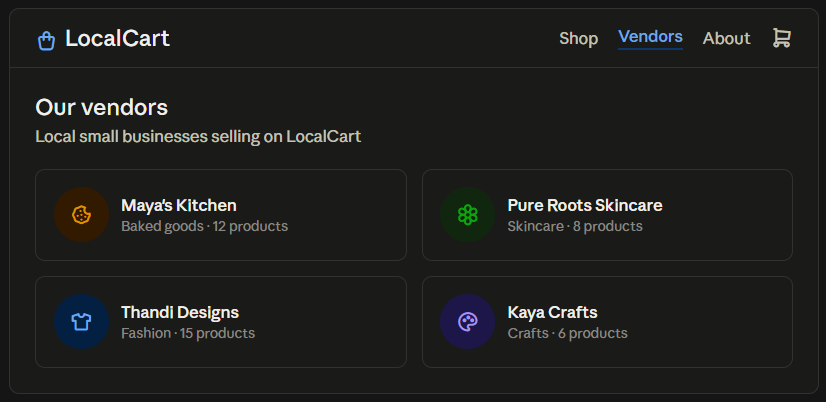 LocalCart
Shop Vendors About
Our vendors
Local small businesses selling on LocalCart
Maya's Kitchen
Baked goods · 12 products
Pure Roots Skincare
Skincare · 8 products
Thandi Designs
Fashion · 15 products
Kaya Crafts
Crafts · 6 products